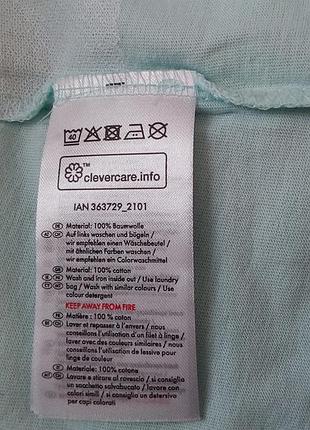 40
™
clevercare.info
IAN 363729_2101
Material: 100% Baumwolle
Auf links waschen und bügeln /
wir empfehlen einen Wäschebeutel /
mit ähnlichen Farben waschen /
wir empfehlen ein Colorwaschmittel
Material: 100% cotton
Wash and Iron inside out / Use laundry
bag / Wash with similar colours / Use
colour detergent
KEEP AWAY FROM FIRE
Matière : 100 % coton
Laver et repasser à l'envers / nous
conseillons l'utilisation d'un filet à linge /
laver avec des couleurs similaires / nous
conseillons l'utilisation de lessive pour
linge de couleur
Materiale: 100% cotone
Lavare e stirare al rovescio / si consiglia
un sacchetto salvabucato / lavare con
colori simili / si consiglia un detersivo
per capi colorati